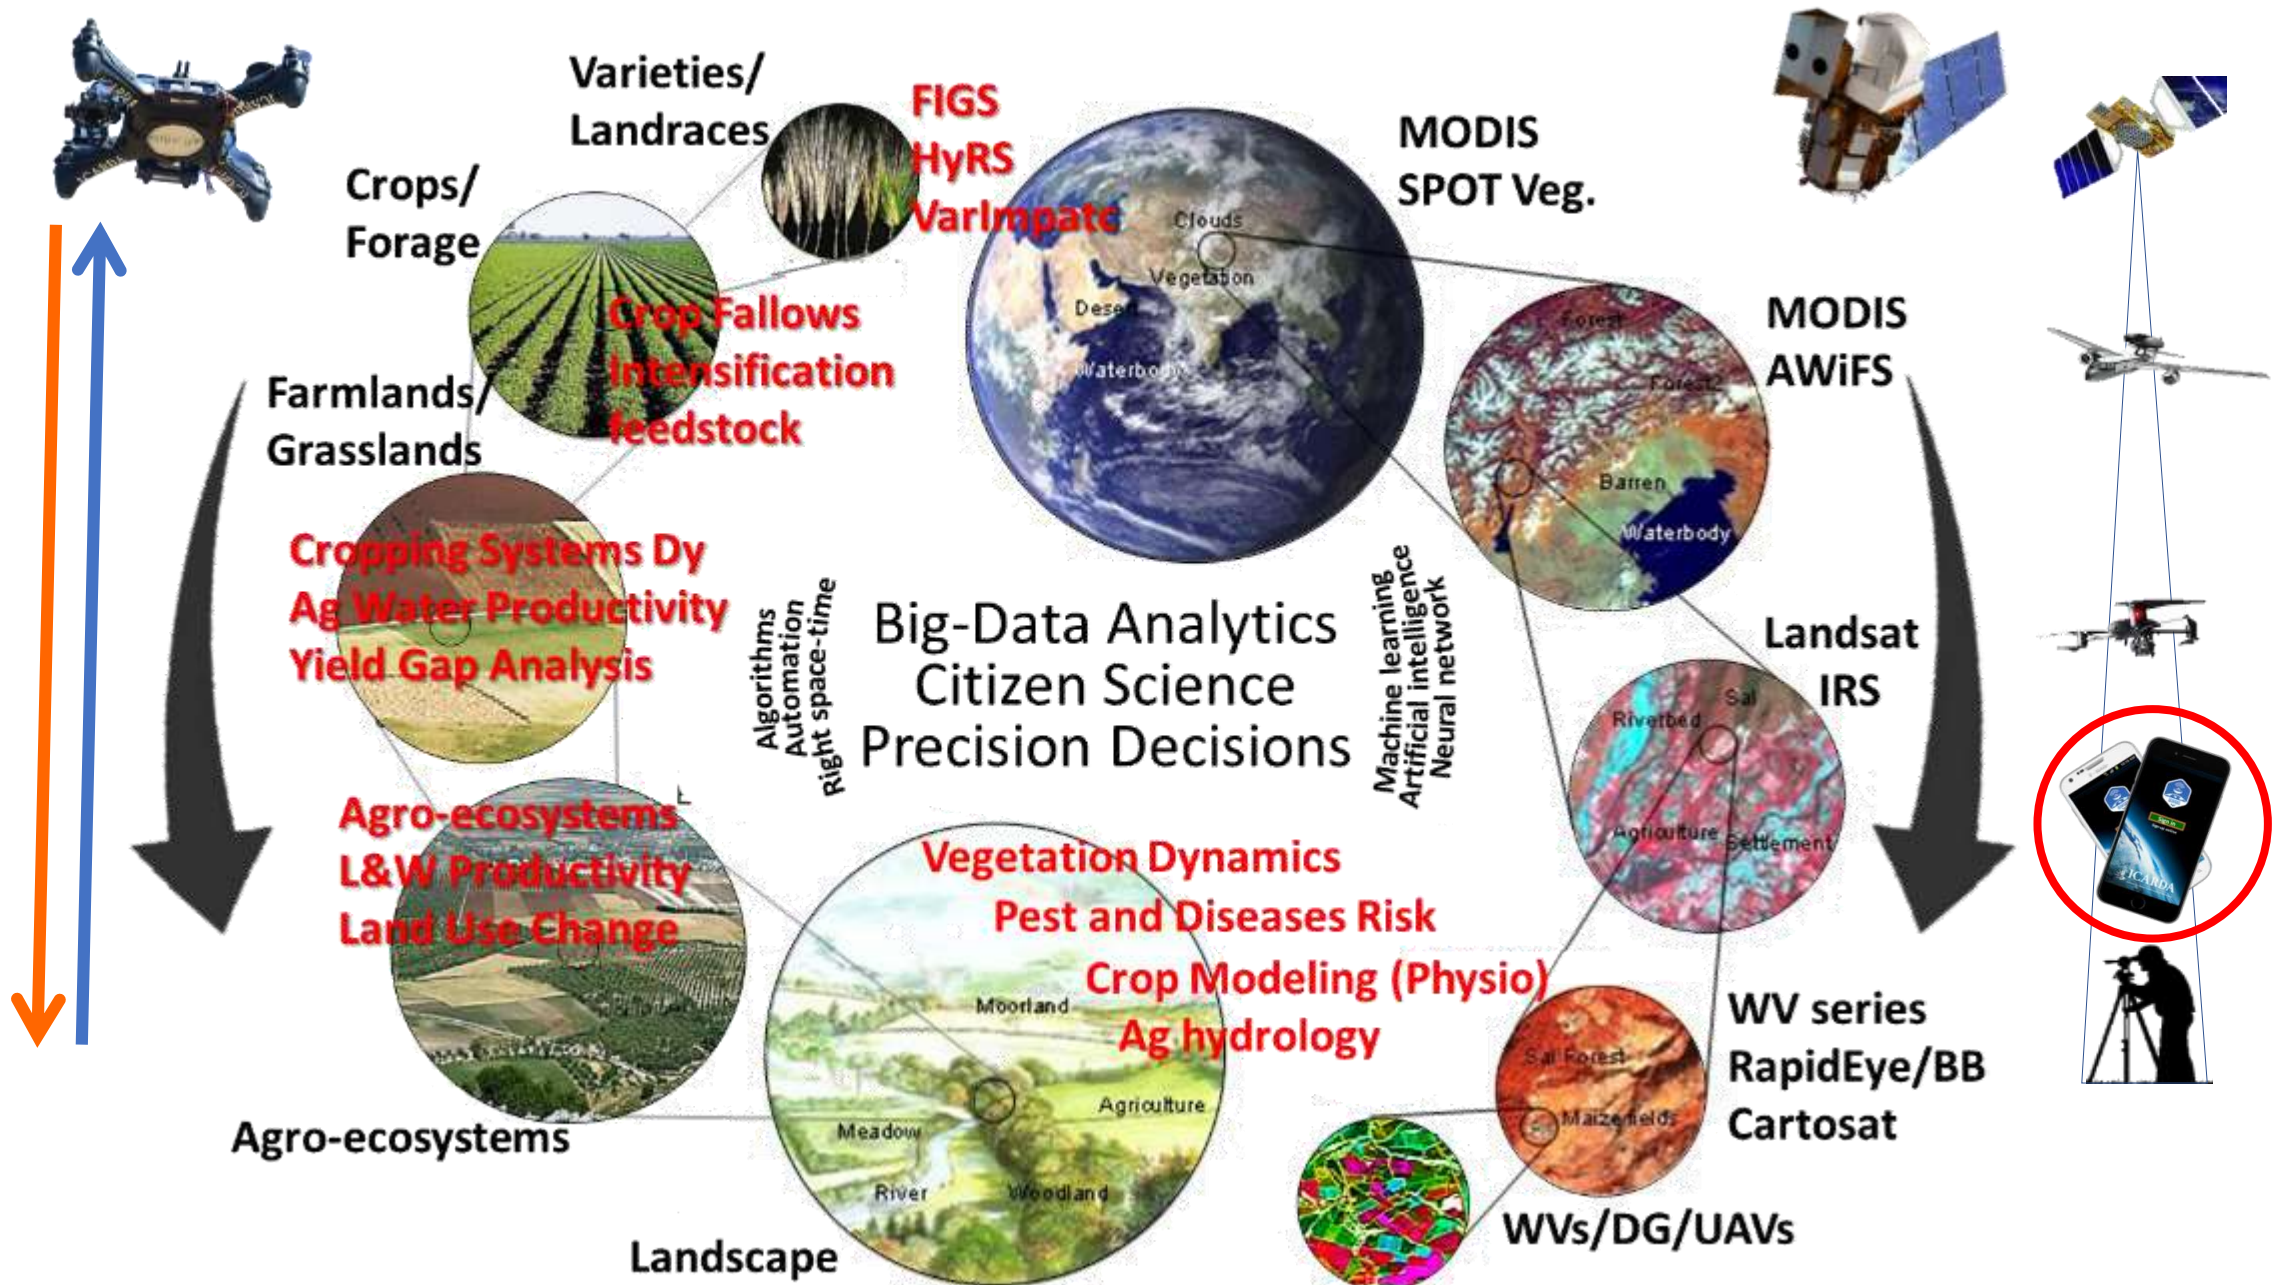 Varieties/
Landraces
FIGS
HyRS
VarImpatc
Crops/
Forage
Crop Fallows
Intensification
feedstock
Farmlands/
Grasslands
Cropping Systems Dy
Ag Water Productivity
Yield Gap Analysis
Agro-ecosystems
L&W Productivity
Land Use Change
Agro-ecosystems
Clouds
Vegetation
Desert
Waterbody
MODIS
SPOT Veg.
Forest
Forest2
Barren
Waterbody
MODIS
AWiFS
Algorithms
Automation
Right space-time
Big-Data Analytics
Citizen Science
Precision Decisions
Machine learning
Artificial intelligence
Neural network
Landsat
IRS
Sal
Riverbed
Agriculture
Settlement
Vegetation Dynamics
Pest and Diseases Risk
Crop Modeling (Physio)
Ag hydrology
Moorland
Agriculture
Meadow
River
Woodland
Landscape
Sal Forest
Maize fields
WV series
RapidEye/BB
Cartosat
WVs/DG/UAVs
ICARDA
Sign in